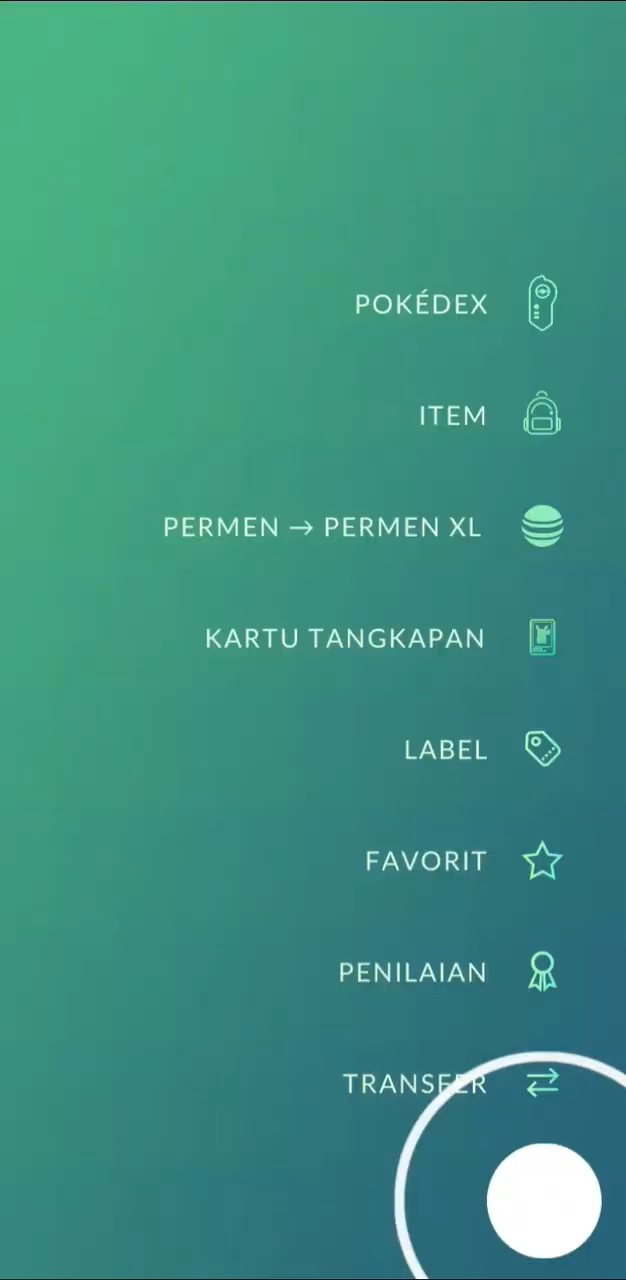 POKÉDEX
ITEM
PERMEN → PERMEN XL
KARTU TANGKAPAN
LABEL
FAVORIT
PENILAIAN
TRANSFER